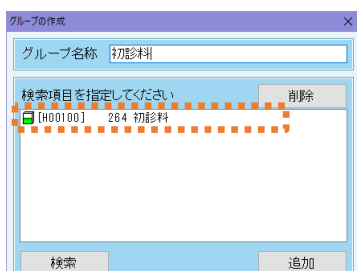 グループの作成
グループ名称 初診料
検索項目を指定してください 削除
[H00100] 264 初診料
検索 追加